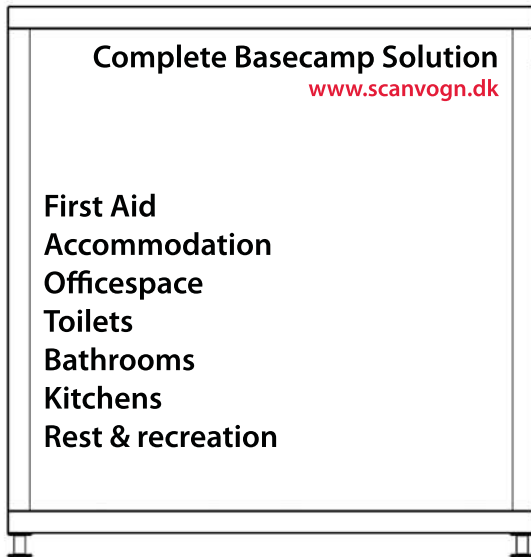 Complete Basecamp Solution
www.scanvogn.dk
First Aid
Accommodation
Officespace
Toilets
Bathrooms
Kitchens
Rest & recreation